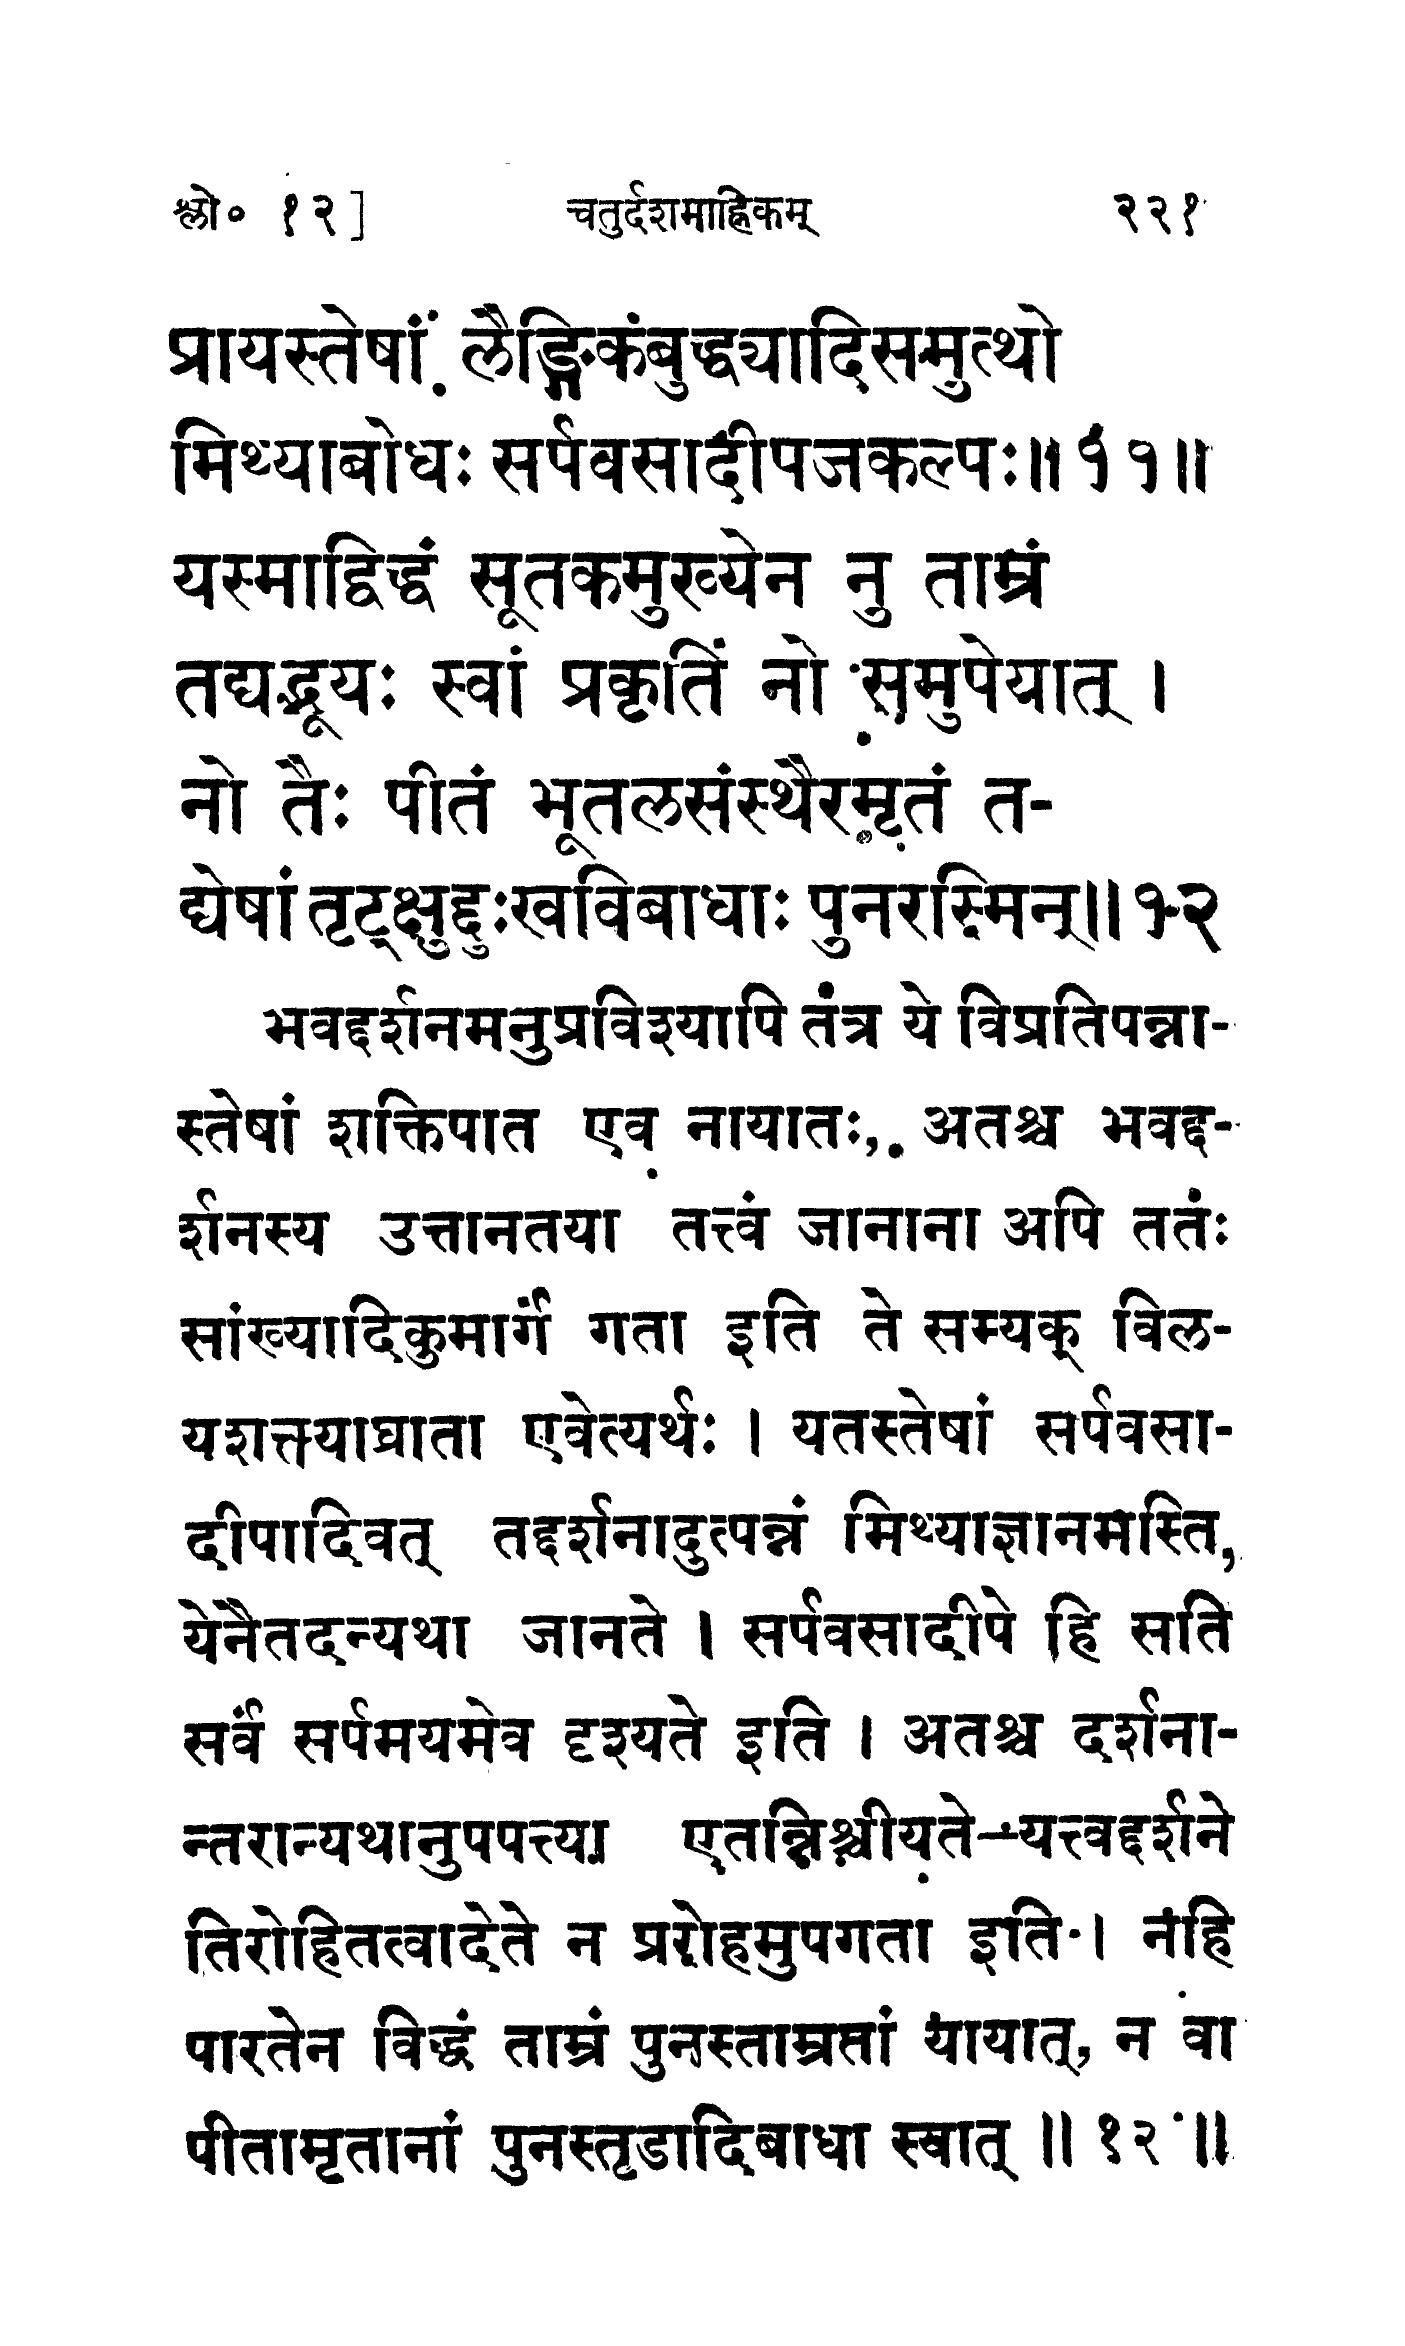 श्लो० १२]	चतुर्दशमाह्निकम्	२२१
प्रायस्तेषां लैङ्गिकंबुद्ध्यादिसमुत्थो
मिथ्याबोधः सर्पवसादीपजकल्पः॥११॥
यस्माद्विद्धं सूतकमुख्येन नु ताम्रं
तद्यद्भूयः स्वां प्रकृतिं नो समुपेयात् ।
नो तैः पीतं भूतलसंस्थैरमृतं त-
द्येषां तृट्क्षुद्दुःखविबाधाः पुनरस्मिन्॥१२
भवद्दर्शनमनुप्रविश्यापि तत्र ये विप्रतिपन्ना-
स्तेषां शक्तिपात एव नायातः, अतश्च भवद्द-
र्शनस्य उत्तानतया तत्त्वं जानाना अपि ततः
सांख्यादिकुमार्गं गता इति ते सम्यक् विल-
यशक्त्याघ्राता एवेत्यर्थः । यतस्तेषां सर्पवसा-
दीपादिवत् तद्दर्शनादुत्पन्नं मिथ्याज्ञानमस्ति,
येनैतदन्यथा जानते । सर्पवसादीपे हि सति
सर्वं सर्पमयमेव दृश्यते इति । अतश्च दर्शना-
न्तरान्यथानुपपत्त्या एतन्निश्चीयते—यत्त्वद्दर्शने
तिरोहितत्वादेते न प्ररोहमुपगता इति । नहि
पारतेन विद्धं ताम्रं पुनस्ताम्रतां यायात्, न वा
पीतामृतानां पुनस्तृडादिबाधा स्यात् ॥ १२ ॥